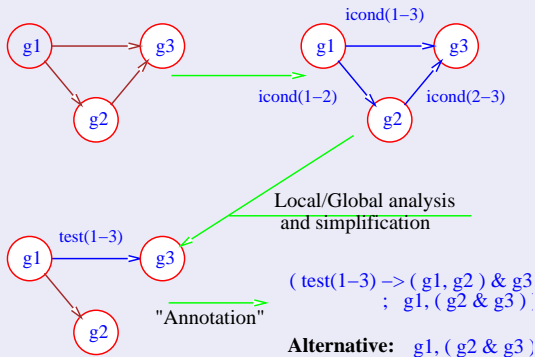 icond(1−3)
g1
g3
g1
g3
icond(1−2)
icond(2−3)
g2
g2
Local/Global analysis
and simplification
test(1−3)
g1
g3
( test(1−3) −> ( g1, g2 ) & g3
; g1, ( g2 & g3 ) )
"Annotation"
g2
Alternative: g1, ( g2 & g3 )